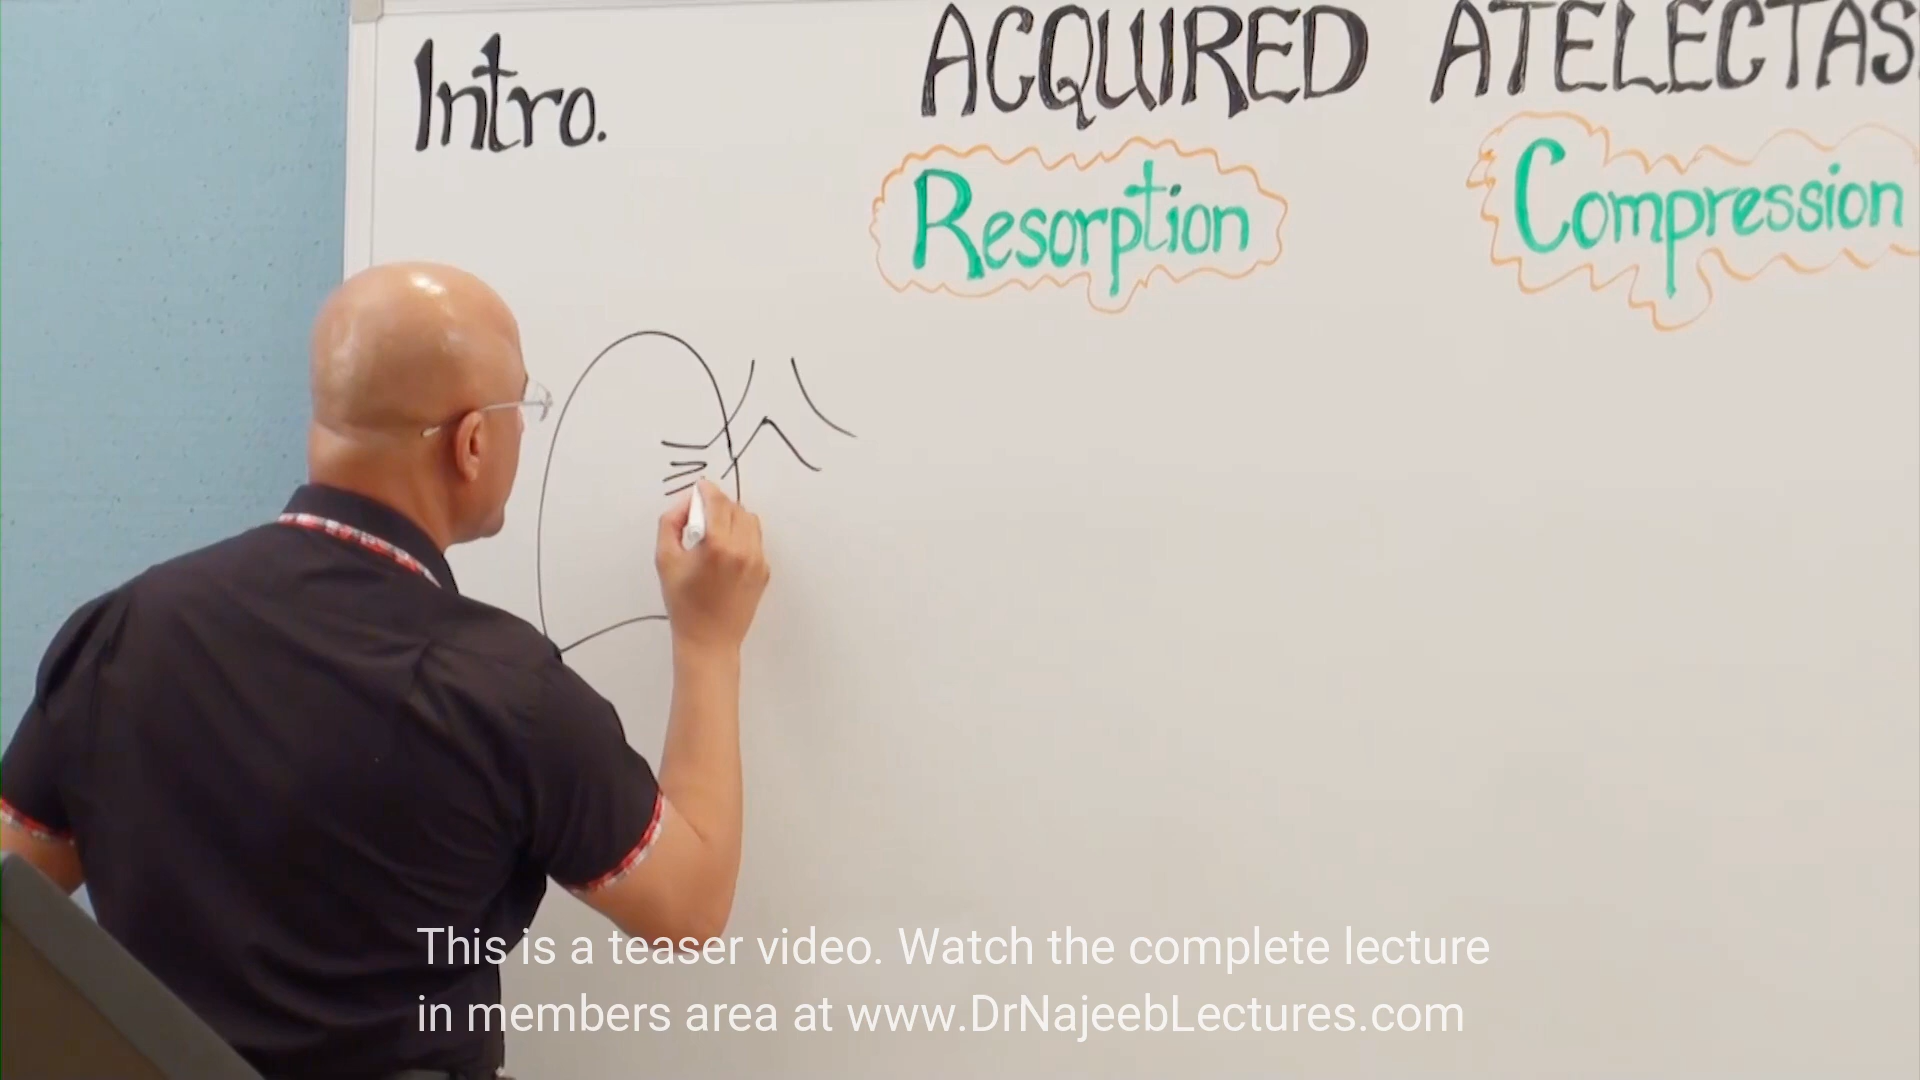 Intro.
ACQUIRED ATELECTAS
Resorption
Compression
This is a teaser video. Watch the complete lecture
in members area at www.DrNajeebLectures.com